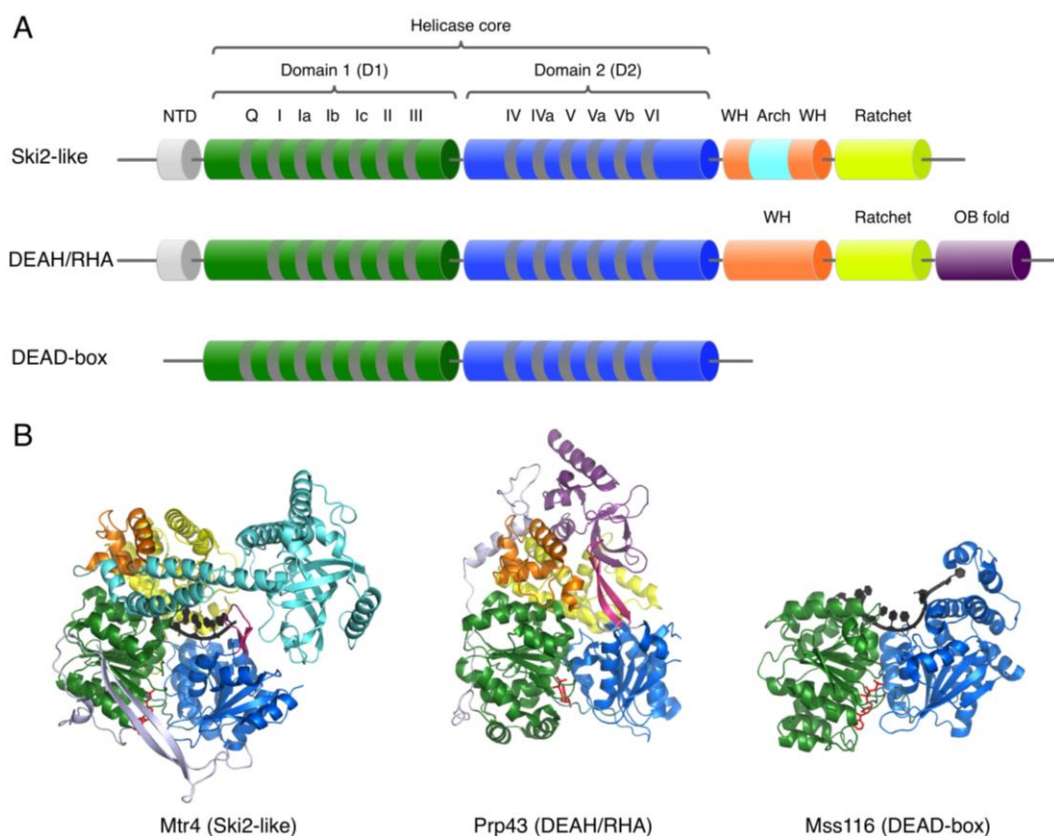 A
Helicase core
Domain 1 (D1) Domain 2 (D2)
NTD Q I Ia Ib Ic II III IV IVa V Va Vb VI WH Arch WH Ratchet
Ski2-like
WH Ratchet OB fold
DEAH/RHA
DEAD-box
B
Mtr4 (Ski2-like) Prp43 (DEAH/RHA) Mss116 (DEAD-box)